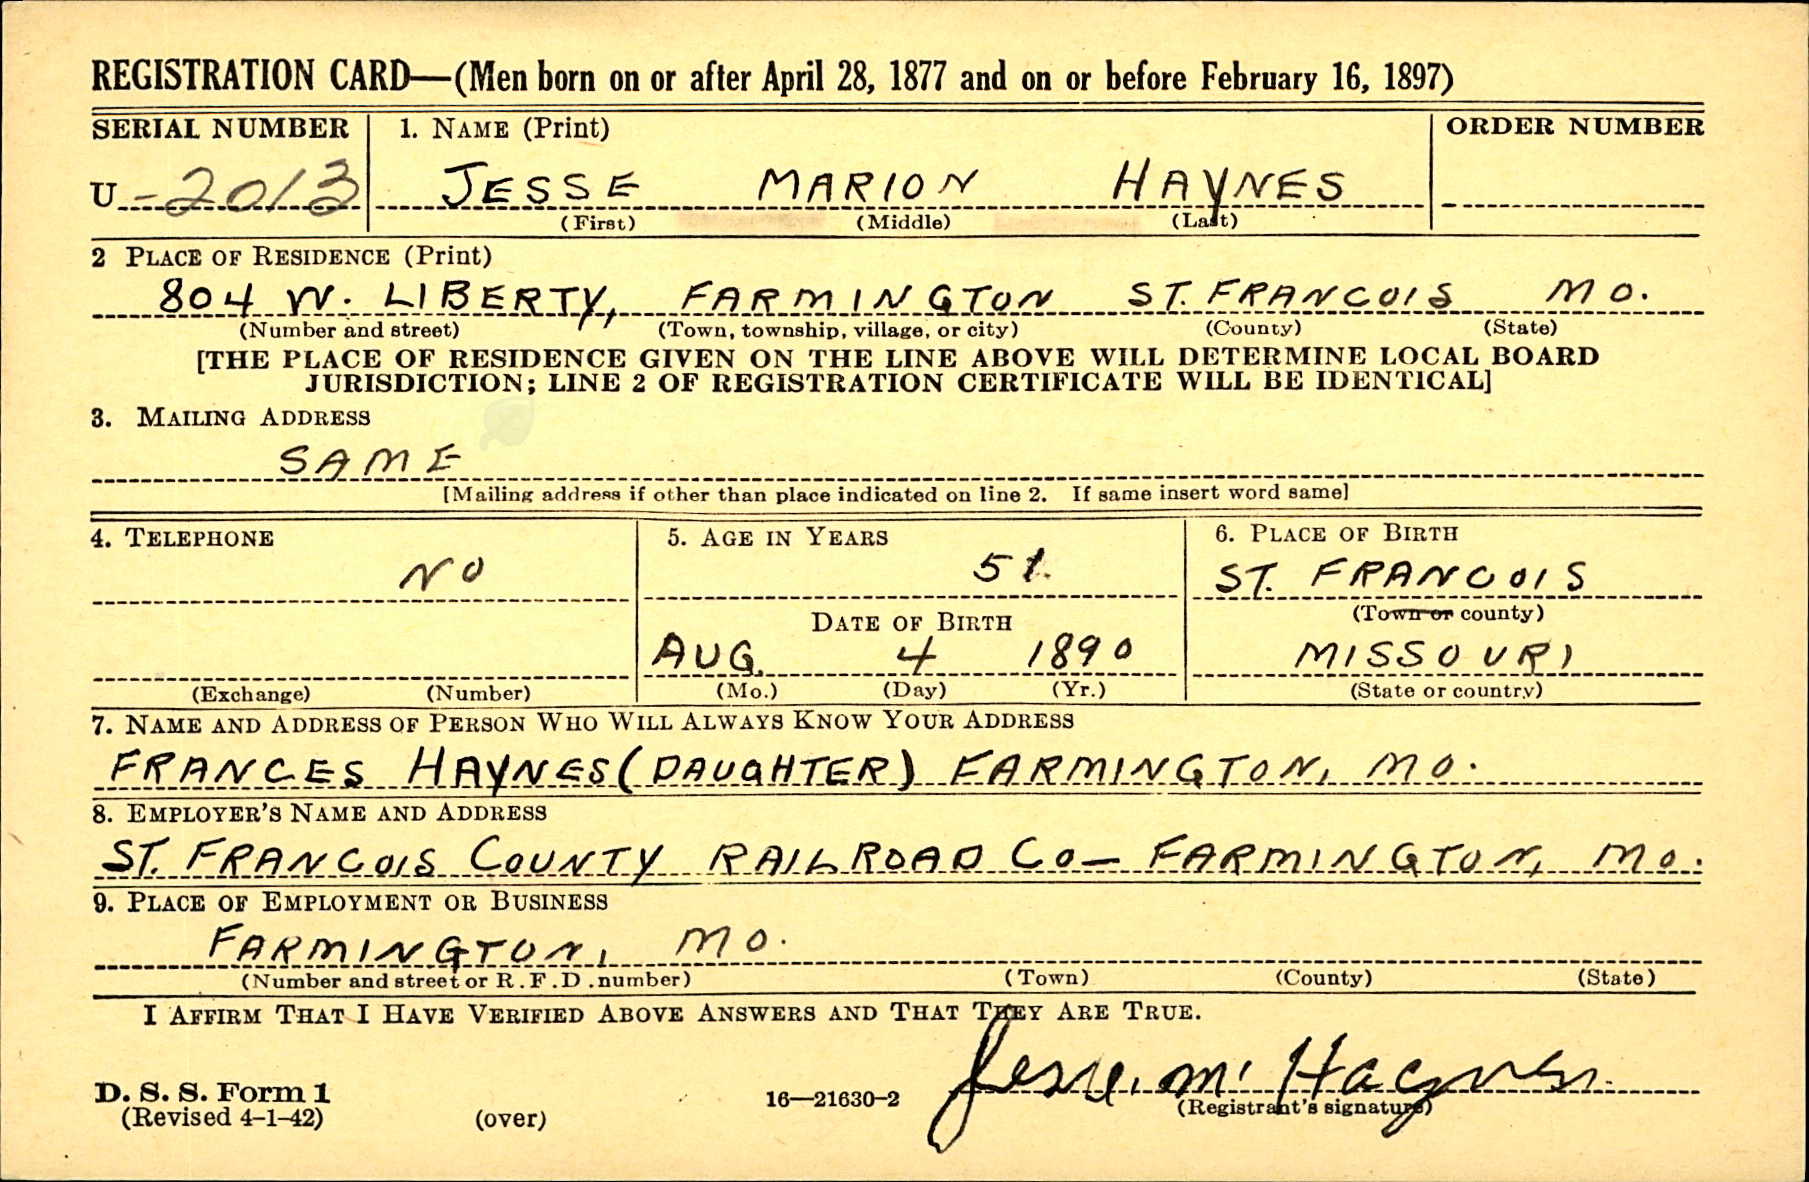 REGISTRATION CARD—(Men born on or after April 28, 1877 and on or before February 16, 1897)
SERIAL NUMBER 1. NAME (Print) ORDER NUMBER
U -2013 JESSE MARION HAYNES
(First) (Middle) (Last)
2 PLACE OF RESIDENCE (Print)
804 W. LIBERTY, FARMINGTON ST. FRANCOIS MO.
(Number and street) (Town, township, village, or city) (County) (State)
[THE PLACE OF RESIDENCE GIVEN ON THE LINE ABOVE WILL DETERMINE LOCAL BOARD
JURISDICTION; LINE 2 OF REGISTRATION CERTIFICATE WILL BE IDENTICAL]
3. MAILING ADDRESS
SAME
[Mailing address if other than place indicated on line 2. If same insert word same]
4. TELEPHONE 5. AGE IN YEARS 6. PLACE OF BIRTH
NO 51 ST. FRANCOIS
(Town or county)
DATE OF BIRTH
AUG. 4 1890 MISSOURI
(Exchange) (Number) (Mo.) (Day) (Yr.) (State or country)
7. NAME AND ADDRESS OF PERSON WHO WILL ALWAYS KNOW YOUR ADDRESS
FRANCES HAYNES (DAUGHTER) FARMINGTON, MO.
8. EMPLOYER'S NAME AND ADDRESS
ST. FRANCOIS COUNTY RAILROAD CO— FARMINGTON, MO.
9. PLACE OF EMPLOYMENT OR BUSINESS
FARMINGTON, MO.
(Number and street or R.F.D. number) (Town) (County) (State)
I AFFIRM THAT I HAVE VERIFIED ABOVE ANSWERS AND THAT THEY ARE TRUE.
Jesse. M. Haynes.
D. S. S. Form 1 16—21630-2 (Registrant's signature)
(Revised 4-1-42) (over)